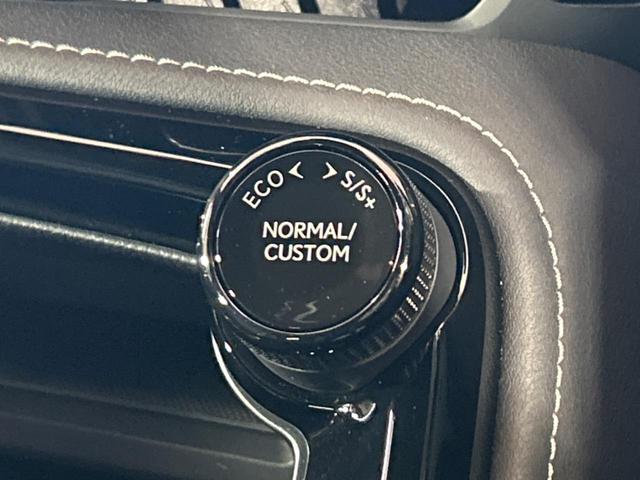 ECO < > S/S+
NORMAL/
CUSTOM